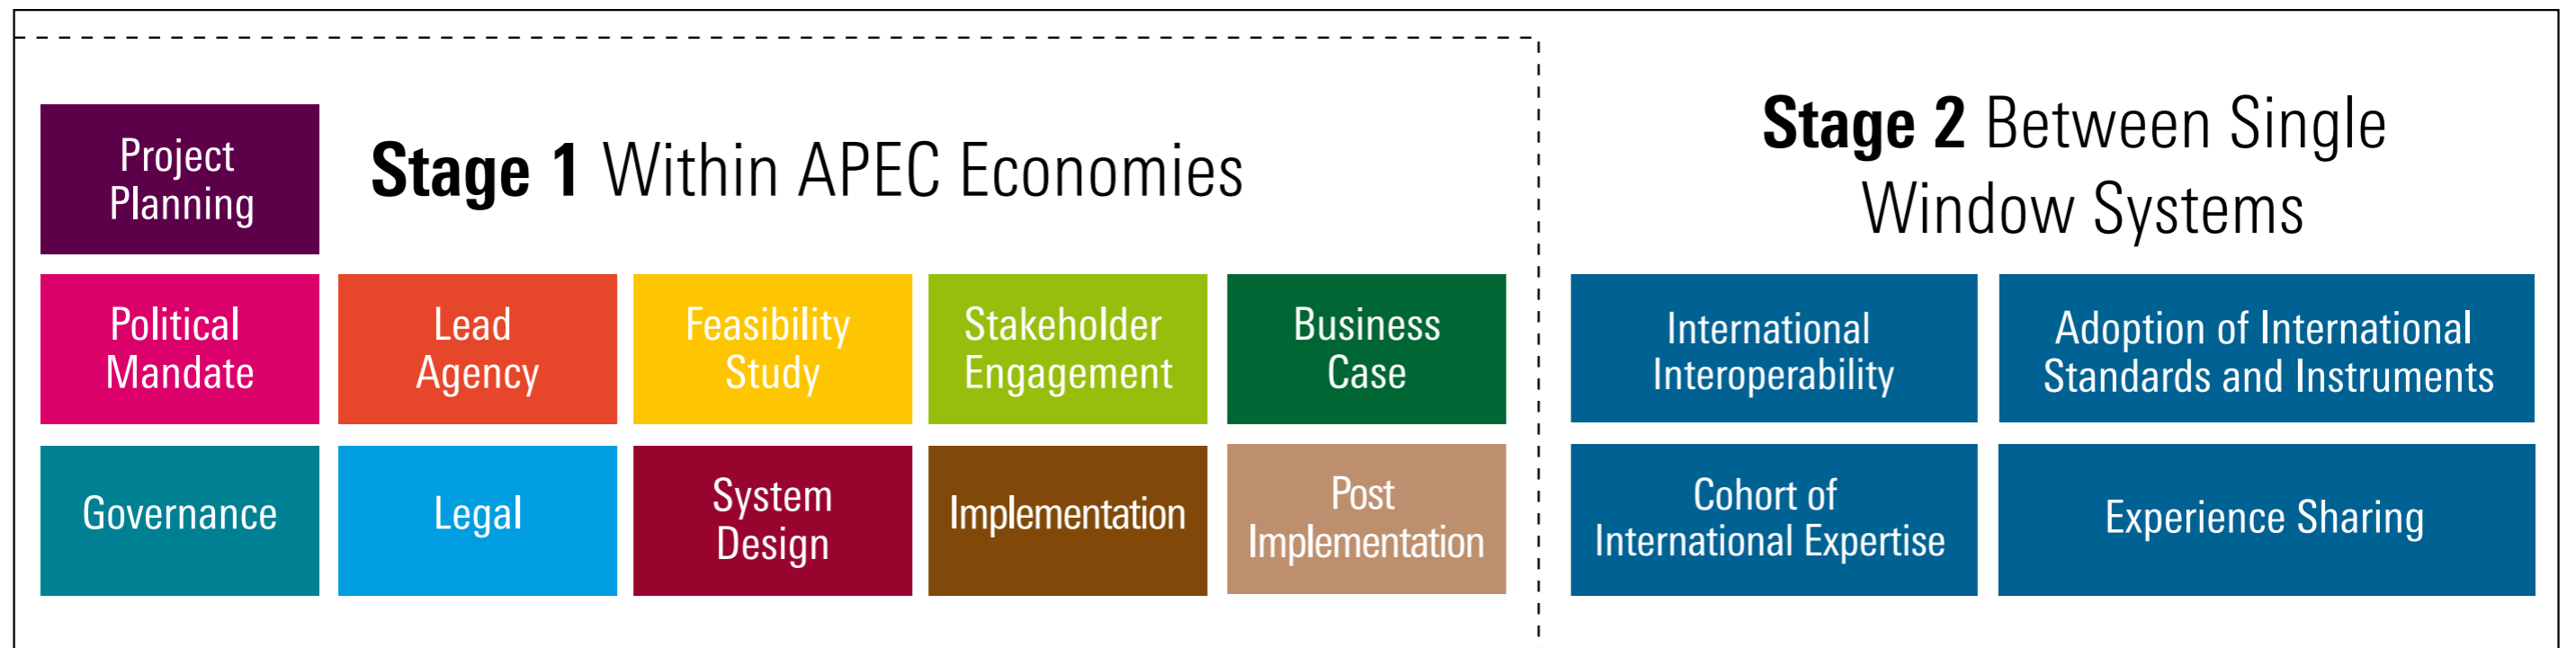 Project
Planning
Stage 1 Within APEC Economies
Political
Mandate
Lead
Agency
Feasibility
Study
Stakeholder
Engagement
Business
Case
Governance
Legal
System
Design
Implementation
Post
Implementation
Stage 2 Between Single
Window Systems
International
Interoperability
Adoption of International
Standards and Instruments
Cohort of
International Expertise
Experience Sharing